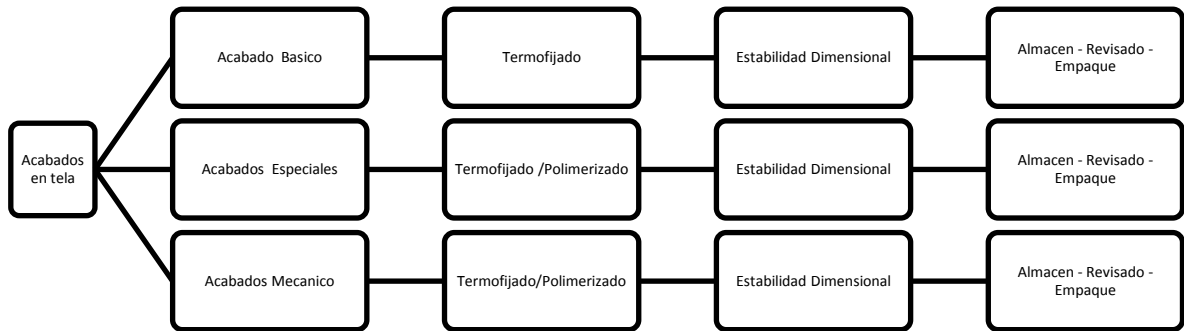 Acabados
en tela
Acabado Basico
Termofijado
Estabilidad Dimensional
Almacen - Revisado -
Empaque
Acabados Especiales
Termofijado /Polimerizado
Estabilidad Dimensional
Almacen - Revisado -
Empaque
Acabados Mecanico
Termofijado/Polimerizado
Estabilidad Dimensional
Almacen - Revisado -
Empaque